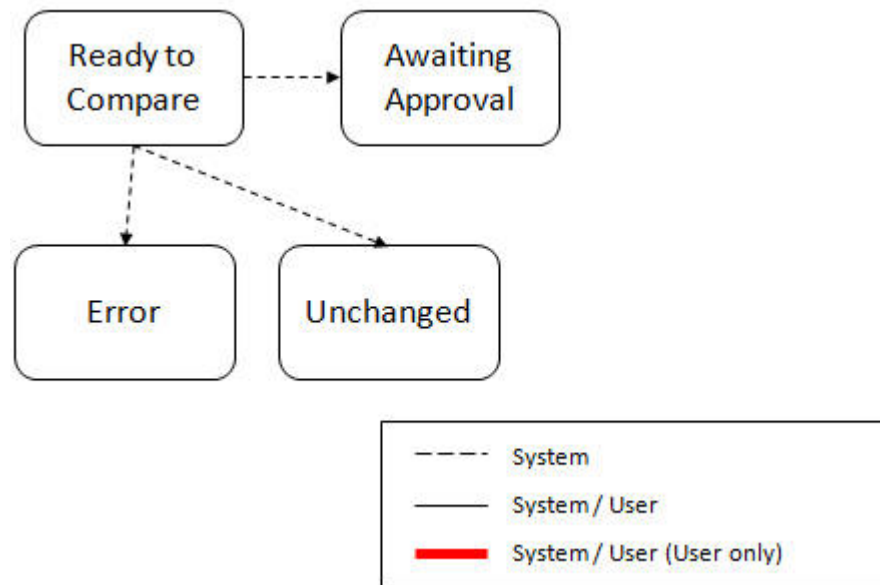 Ready to
Compare
Awaiting
Approval
Error
Unchanged
System
System / User
System / User (User only)